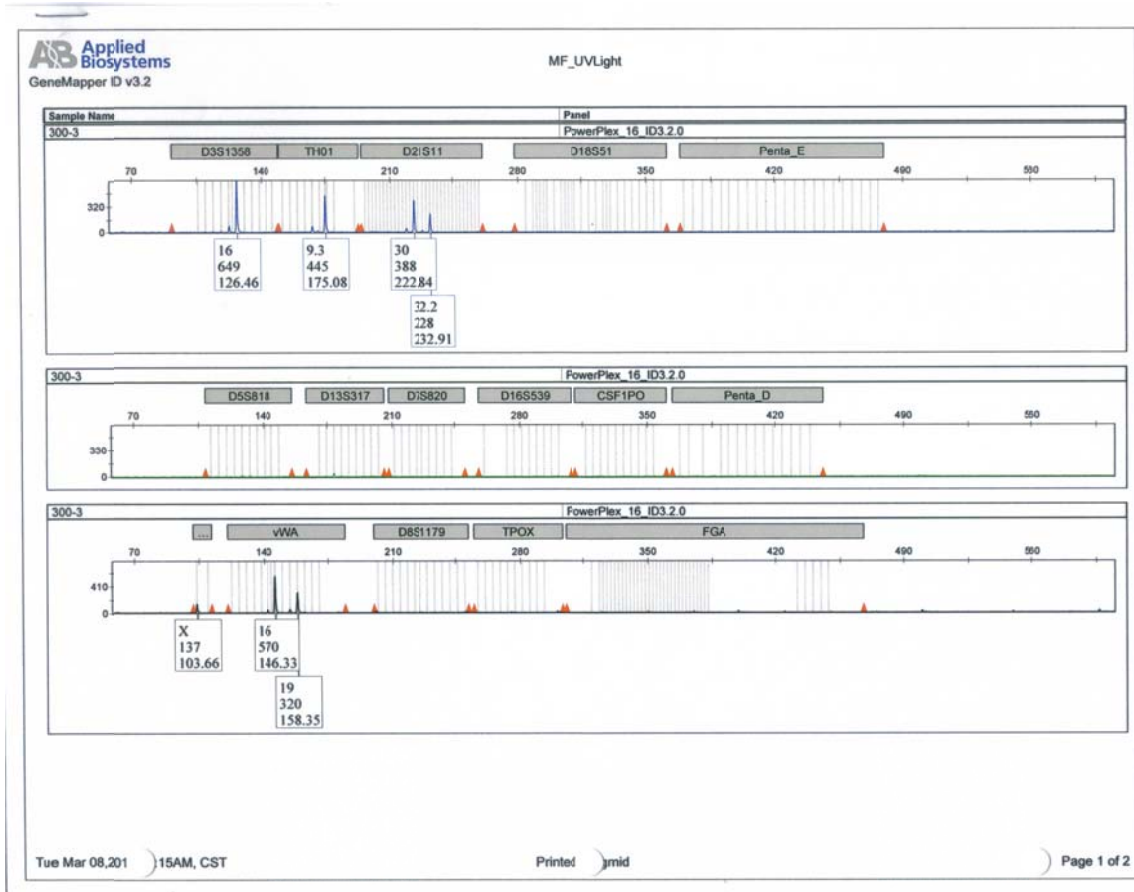 AB Applied
Biosystems
GeneMapper ID v3.2
MF_UVLight
Sample Name Panel
300-3 PowerPlex_16_ID3.2.0
D3S1358 TH01 D21S11 D18S51 Penta_E
70 140 210 280 350 420 490 560
320
0
16 9.3 30
649 445 388
126.46 175.08 222.84
32.2
228
232.91
300-3 PowerPlex_16_ID3.2.0
D5S818 D13S317 D7S820 D16S539 CSF1PO Penta_D
70 140 210 280 350 420 490 560
330
0
300-3 PowerPlex_16_ID3.2.0
... vWA D8S1179 TPOX FGA
70 140 210 280 350 420 490 560
410
0
X 16
137 570
103.66 146.33
19
320
158.35
Tue Mar 08,201 :15AM, CST Printed gmid Page 1 of 2